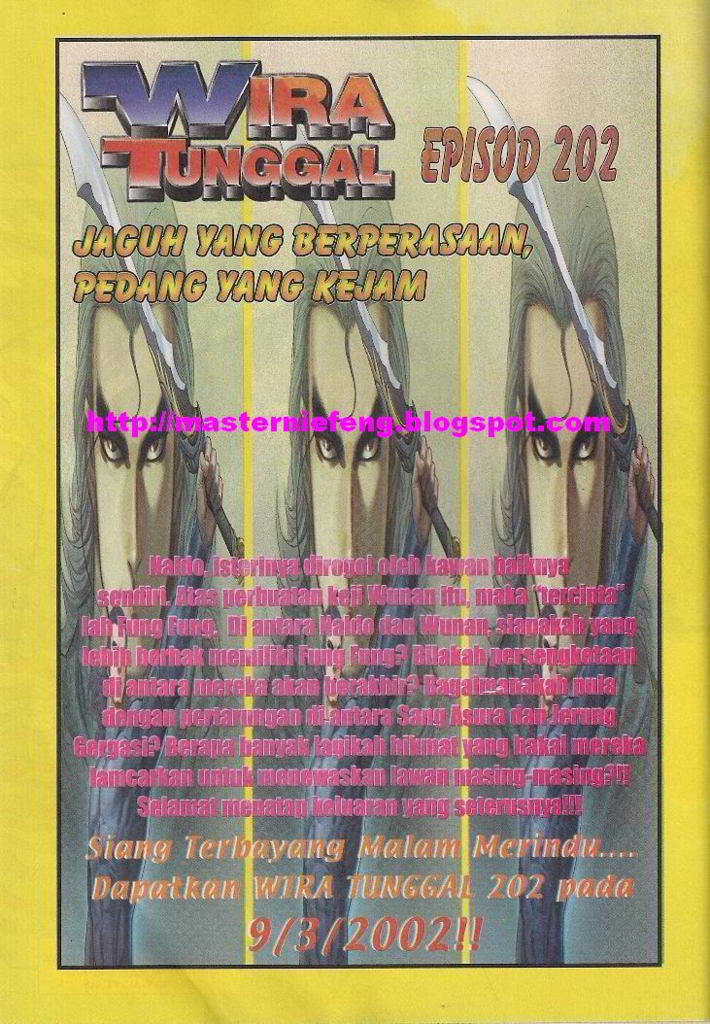 WIRA
TUNGGAL
EPISOD 202
JAGUH YANG BERPERASAAN,
PEDANG YANG KEJAM
http://masterniefeng.blogspot.com
Naldo, isterinya dirogol oleh kawan baiknya
sendiri. Atas perbuatan keji Wunan itu, maka "tercipta"
lah Fung Fung. Di antara Naldo dan Wunan, siapakah yang
lebih berhak memiliki Fung Fung? Bilakah persengketaan
di antara mereka akan berakhir? Bagaimanakah pula
dengan pertarungan di-antara Sang Asura dan Jerung
Gergasi? Berapa banyak lagikah hikmat yang bakal mereka
lamcarkan untuk menewaskan lawan masing-masing?!!
Selamat menatap keluaran yang seterusnya!!!
Siang Terbayang Malam Merindu....
Dapatkan WIRA TUNGGAL 202 pada
9/3/2002!!